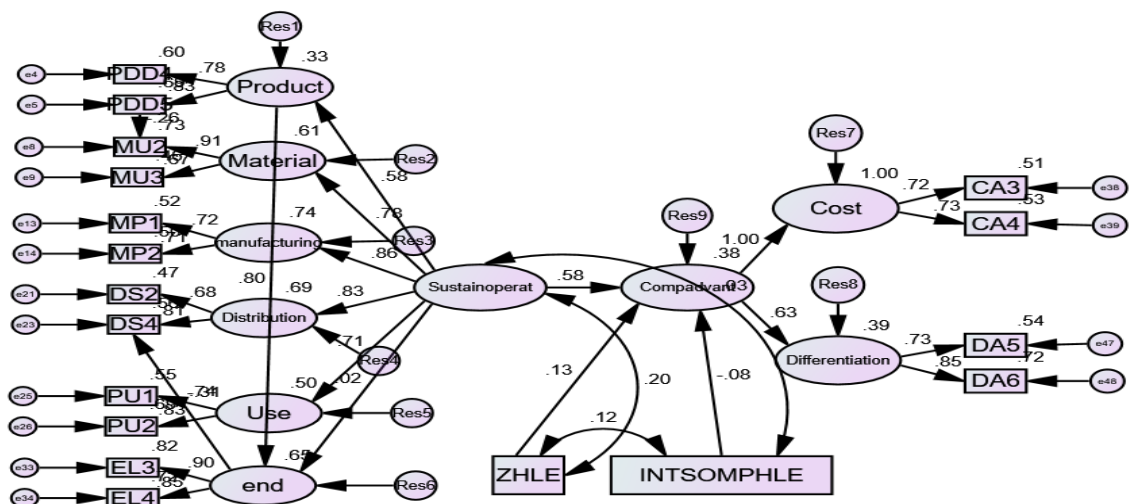 Res1
.60
.33
e4
PDD4
.78
Product
e5
PDD5
.83
-.26
.73
.61
Res7
e8
MU2
.91
Material
Res2
1.00
.51
e9
MU3
.67
.58
.72
CA3
e38
.52
.78
Cost
.73
.53
e13
MP1
.72
.74
Res9
CA4
e39
manufacturing
Res3
e14
MP2
.71
.86
1.00
.38
.47
.80
.69
e21
DS2
.68
.83
Sustainoperat
.58
Compadvant
.03
Res8
Distribution
.63
.39
.54
e23
DS4
.81
.73
DA5
e47
.71
Res4
Differentiation
.85
.72
.55
.50
.02
.13
.20
-.08
DA6
e48
e25
PU1
.74
-.31
Use
Res5
e26
PU2
.83
.12
.82
.65
e33
EL3
.90
ZHLE
INTSOMPHLE
end
Res6
e34
EL4
.85